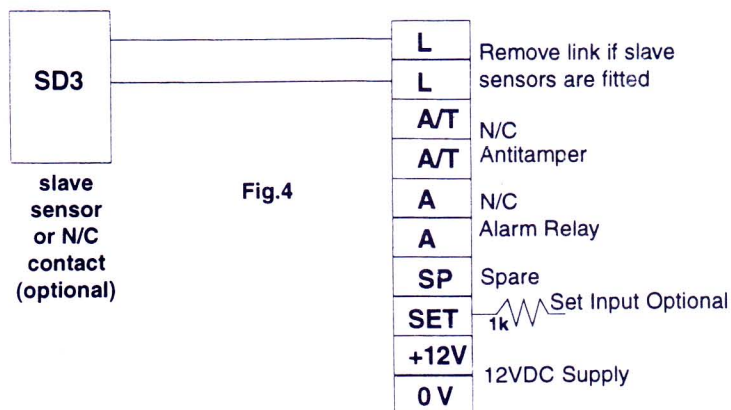 SD3
slave
sensor
or N/C
contact
(optional)
Fig.4
L
L
A/T
A/T
A
A
SP
SET
+12V
0 V
Remove link if slave
sensors are fitted
N/C
Antitamper
N/C
Alarm Relay
Spare
1k
Set Input Optional
12VDC Supply